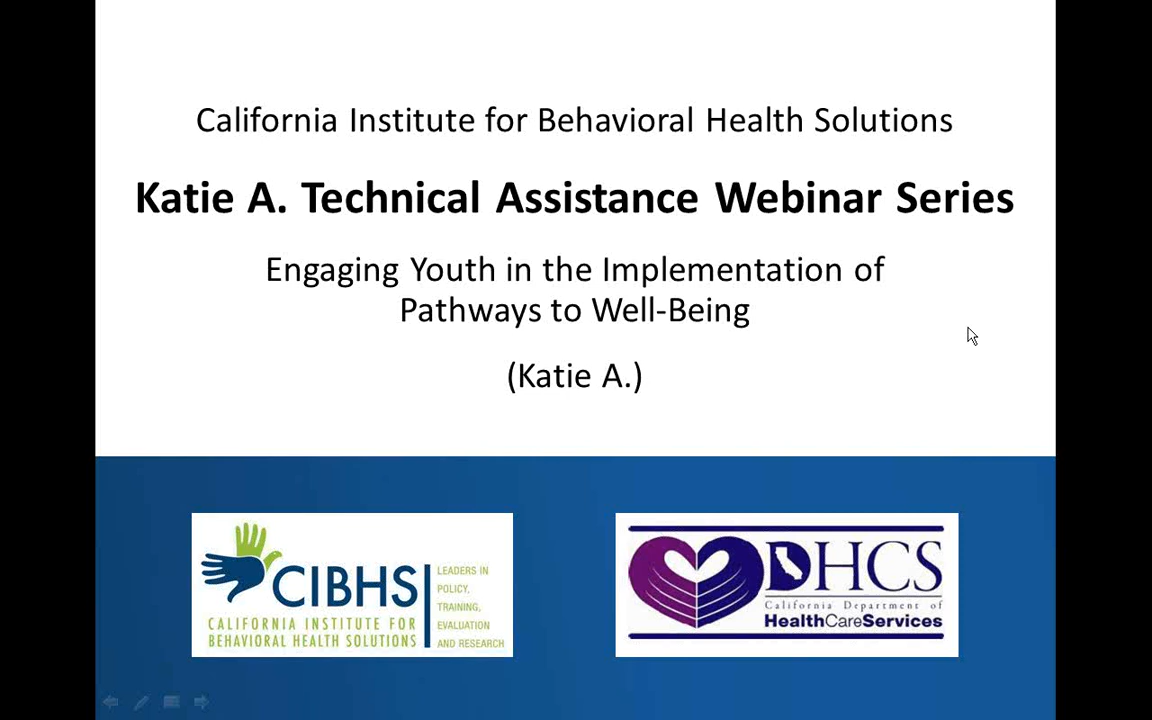 California Institute for Behavioral Health Solutions
Katie A. Technical Assistance Webinar Series
Engaging Youth in the Implementation of
Pathways to Well-Being
(Katie A.)
CIBHS
CALIFORNIA INSTITUTE FOR
BEHAVIORAL HEALTH SOLUTIONS
LEADERS IN
POLICY,
TRAINING,
EVALUATION
AND RESEARCH
DHCS
California Department of
HealthCareServices